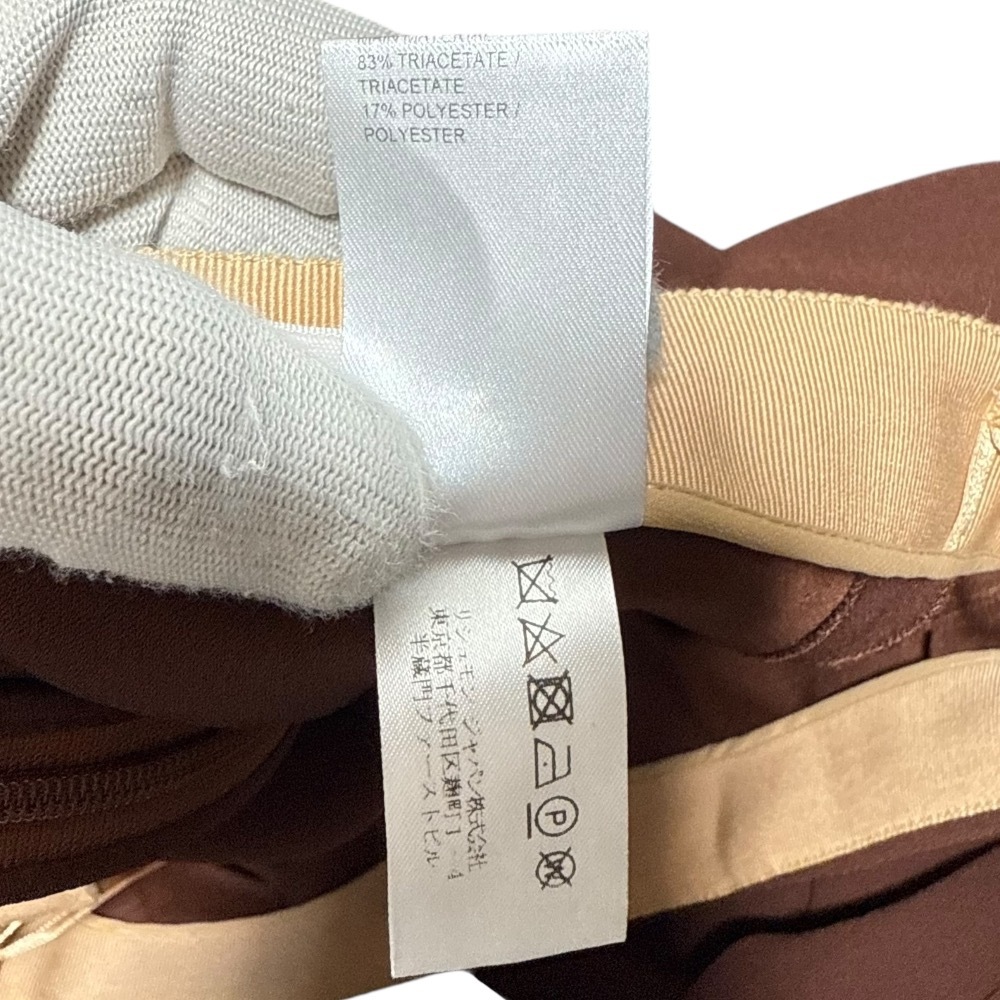 83% TRIACETATE /
TRIACETATE
17% POLYESTER /
POLYESTER
リシュモン ジャパン株式会社
東京都千代田区麹町1－4
半蔵門ファーストビル
P